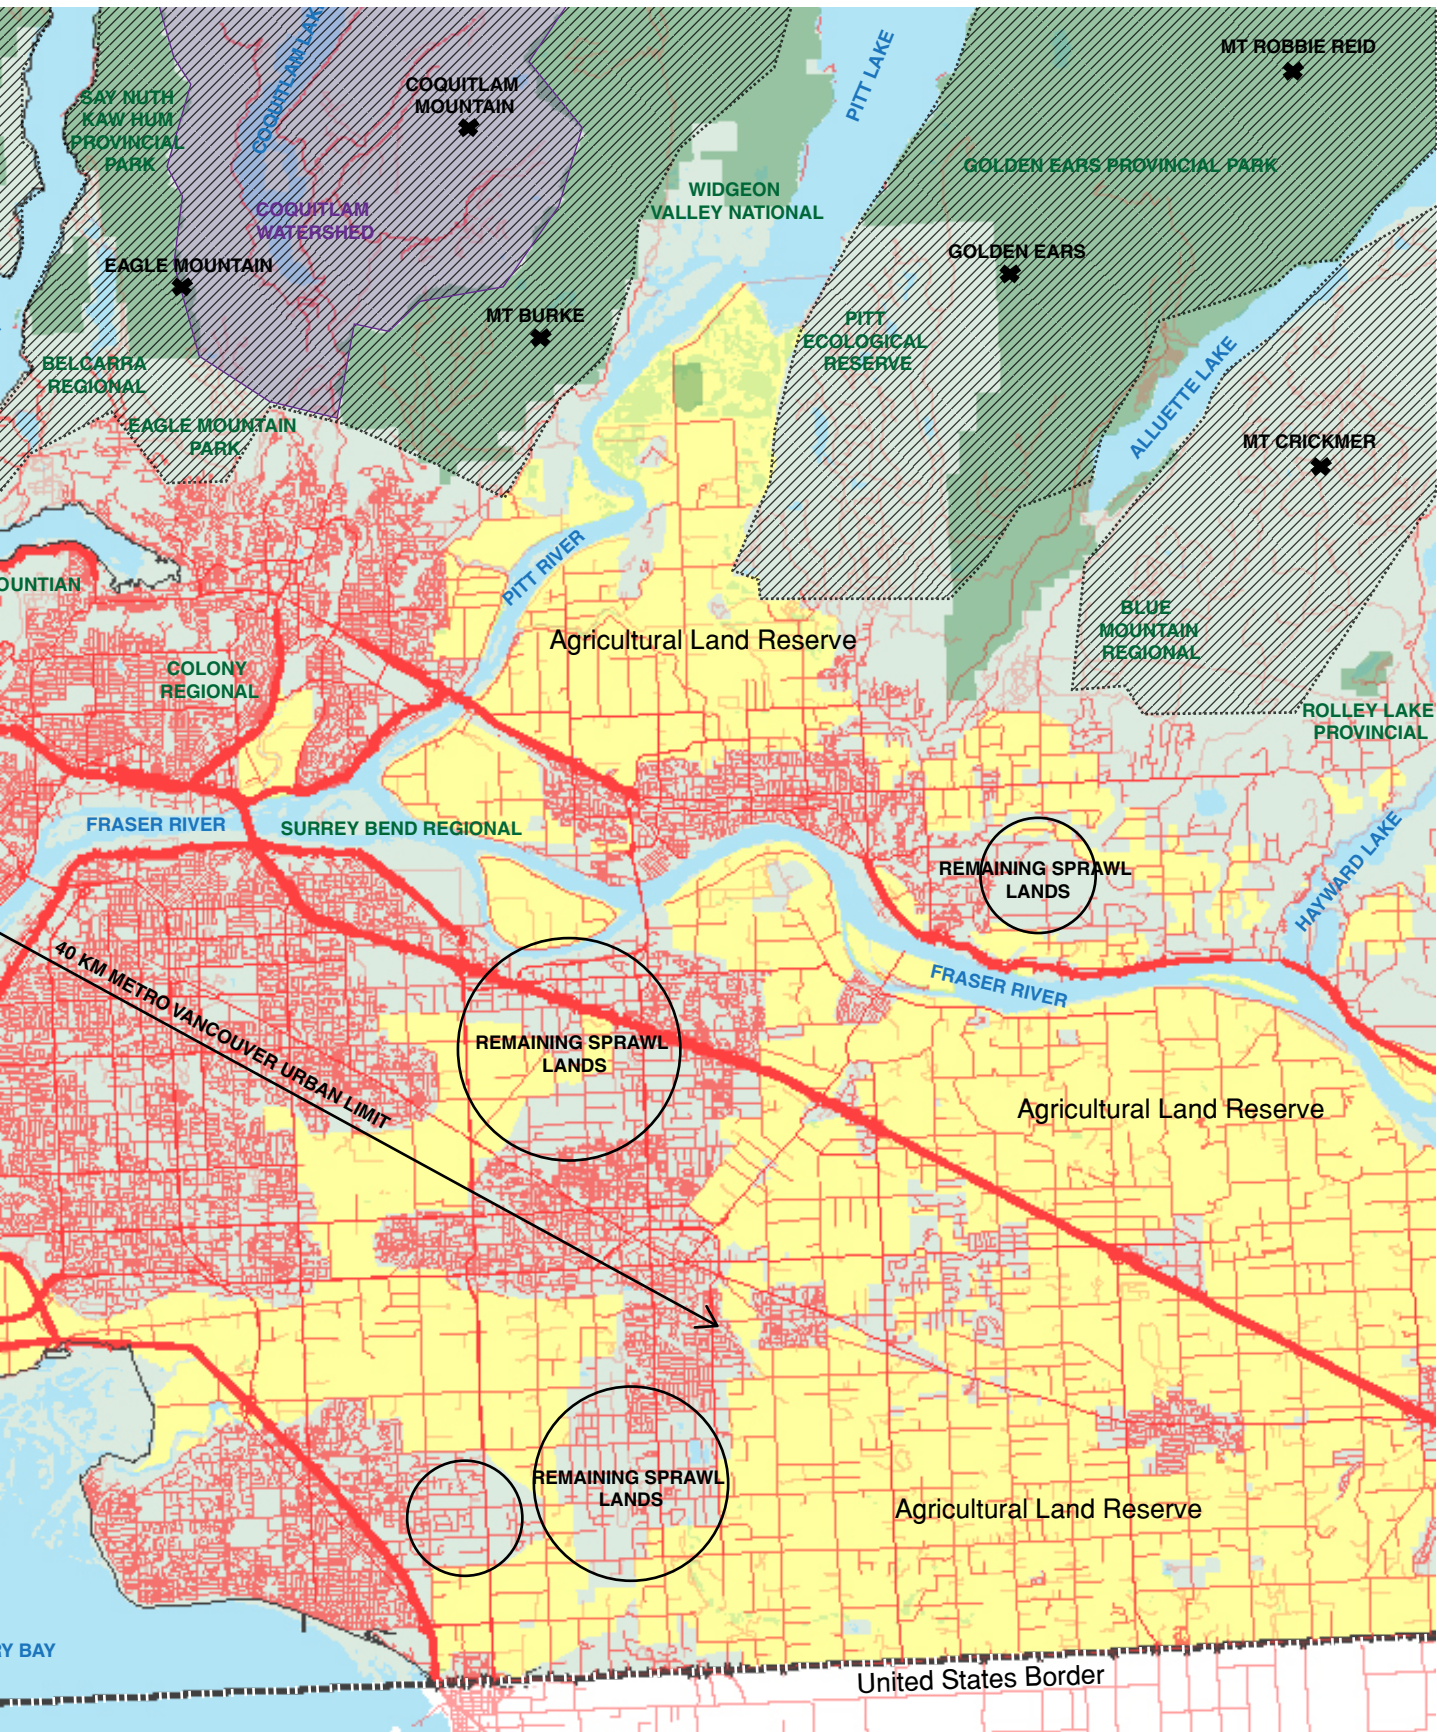 MT ROBBIE REID
COQUITLAM LAK
PITT LAKE
COQUITLAM
MOUNTAIN
SAY NUTH
KAW HUM
PROVINCIAL
PARK
GOLDEN EARS PROVINCIAL PARK
WIDGEON
VALLEY NATIONAL
COQUITLAM
WATERSHED
GOLDEN EARS
EAGLE MOUNTAIN
MT BURKE
PITT
ECOLOGICAL
RESERVE
BELCARRA
REGIONAL
ALLUETTE LAKE
EAGLE MOUNTAIN
PARK
MT CRICKMER
PITT RIVER
OUNTIAN
Agricultural Land Reserve
BLUE
MOUNTAIN
REGIONAL
COLONY
REGIONAL
ROLLEY LAKE
PROVINCIAL
FRASER RIVER
SURREY BEND REGIONAL
HAYWARD LAKE
REMAINING SPRAWL
LANDS
FRASER RIVER
40 KM METRO VANCOUVER URBAN LIMIT
REMAINING SPRAWL
LANDS
Agricultural Land Reserve
REMAINING SPRAWL
LANDS
Agricultural Land Reserve
RY BAY
United States Border